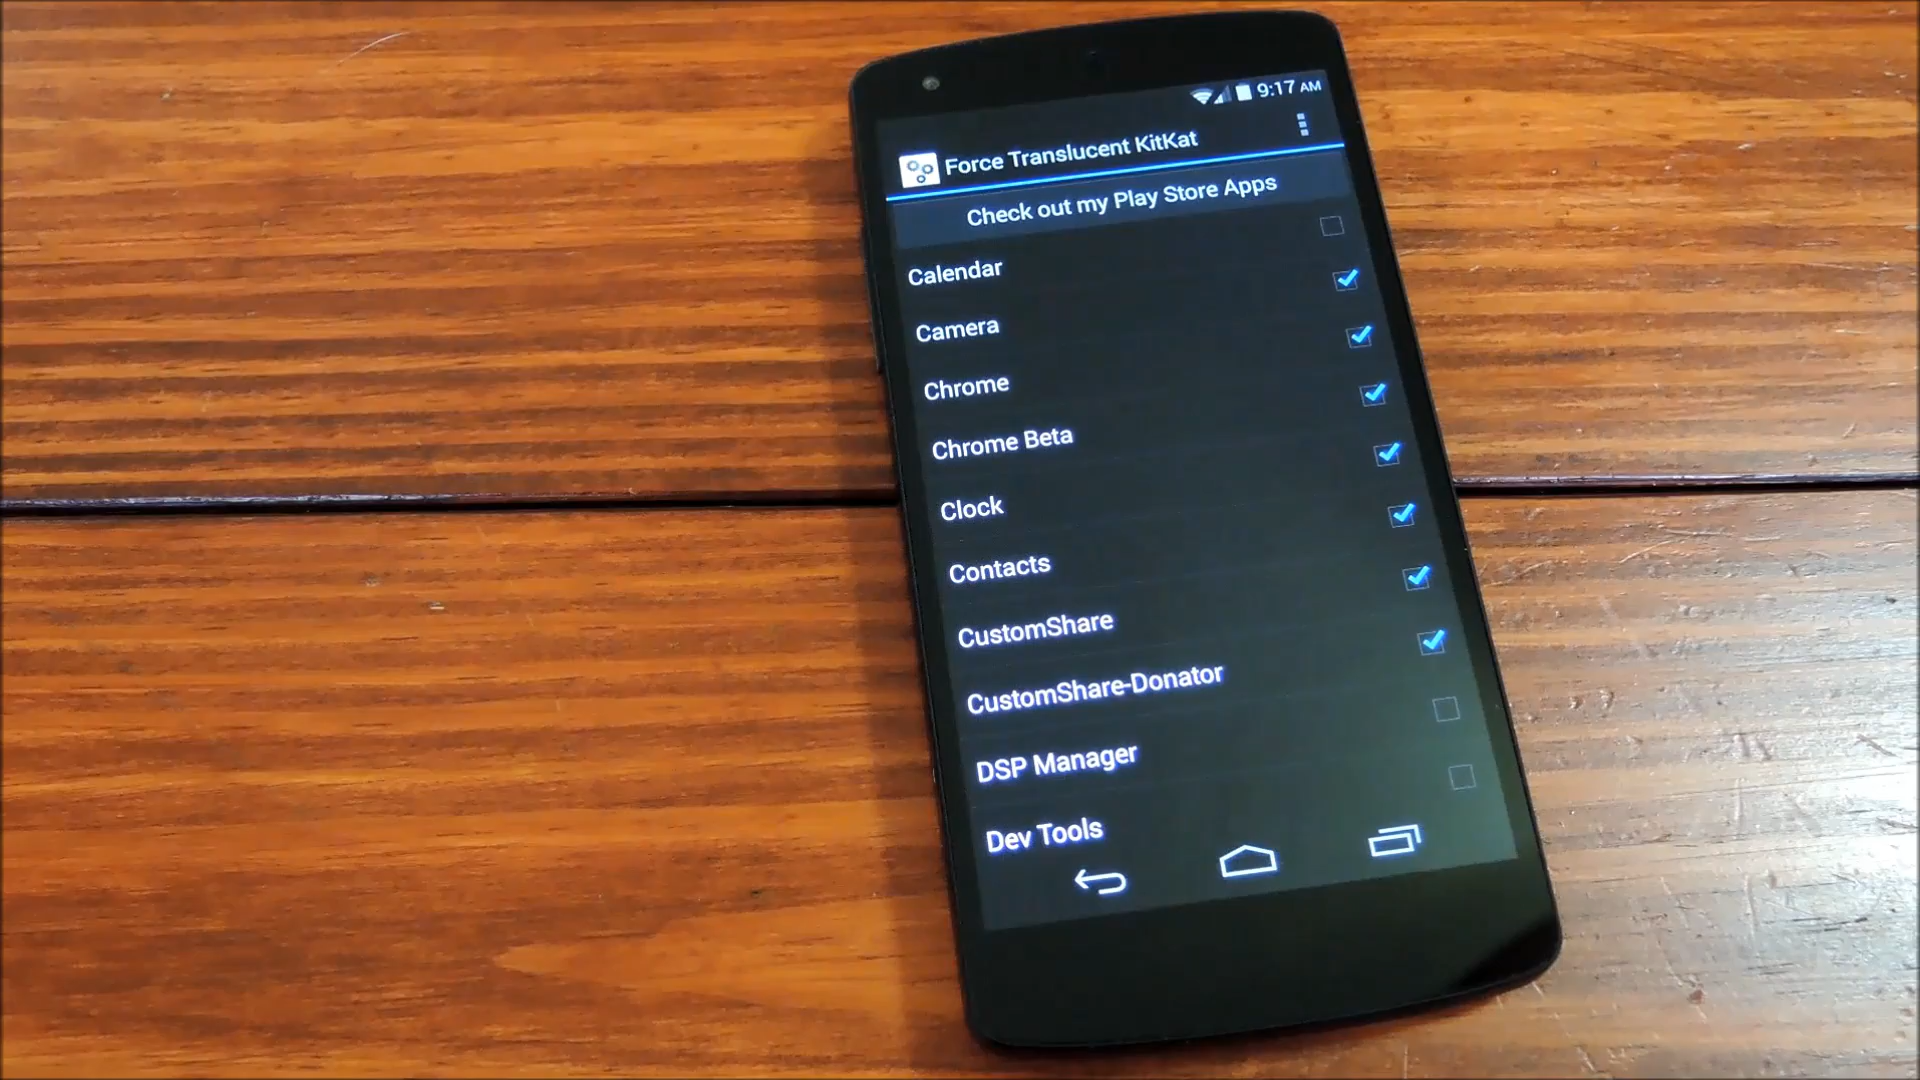 9:17 AM
Force Translucent KitKat
Check out my Play Store Apps
Calendar
Camera
Chrome
Chrome Beta
Clock
Contacts
CustomShare
CustomShare-Donator
DSP Manager
Dev Tools